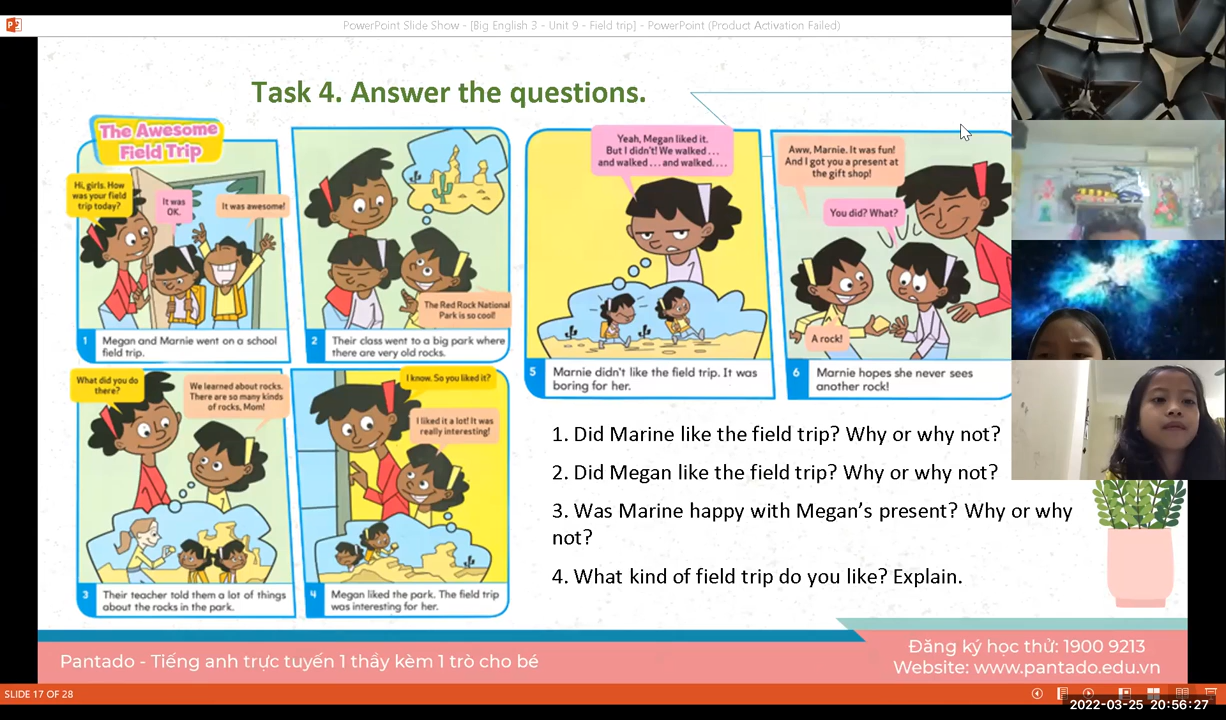 PowerPoint Slide Show - [Big English 3 - Unit 9 - Field trip] - PowerPoint (Product Activation Failed)
Task 4. Answer the questions.
The Awesome
Field Trip
Hi, girls. How
was your field
trip today?
It was
OK.
It was awesome!
1 Megan and Marnie went on a school
field trip.
The Red Rock National
Park is so cool!
2 Their class went to a big park where
there are very old rocks.
What did you do
there?
We learned about rocks.
There are so many kinds
of rocks, Mom!
3 Their teacher told them a lot of things
about the rocks in the park.
I know. So you liked it?
I liked it a lot! It was
really interesting!
4 Megan liked the park. The field trip
was interesting for her.
Yeah, Megan liked it.
But I didn't! We walked...
and walked... and walked....
5 Marnie didn't like the field trip. It was
boring for her.
Aww, Marnie. It was fun!
And I got you a present at
the gift shop!
You did? What?
A rock!
6 Marnie hopes she never sees
another rock!
1. Did Marine like the field trip? Why or why not?
2. Did Megan like the field trip? Why or why not?
3. Was Marine happy with Megan's present? Why or why
not?
4. What kind of field trip do you like? Explain.
Pantado - Tiếng anh trực tuyến 1 thầy kèm 1 trò cho bé
Đăng ký học thử: 1900 9213
Website: www.pantado.edu.vn
SLIDE 17 OF 28
2022-03-25 20:56:27